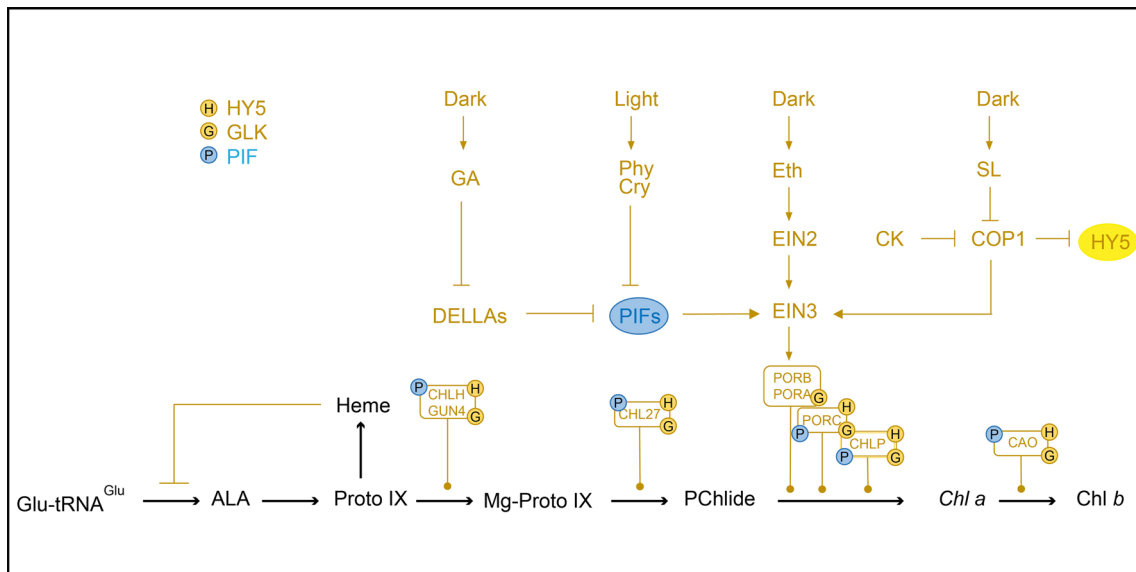 Dark
Light
Dark
Dark
H HY5
G GLK
P PIF
GA
Phy
Cry
Eth
SL
EIN2
CK
COP1
HY5
DELLAs
PIFs
EIN3
P
CHLH
GUN4
H
G
P
CHL27
H
G
PORB
PORA
G
P
PORC
H
G
P
CHLP
H
G
P
CAO
H
G
Heme
Glu-tRNA^Glu
ALA
Proto IX
Mg-Proto IX
PChlide
Chl a
Chl b